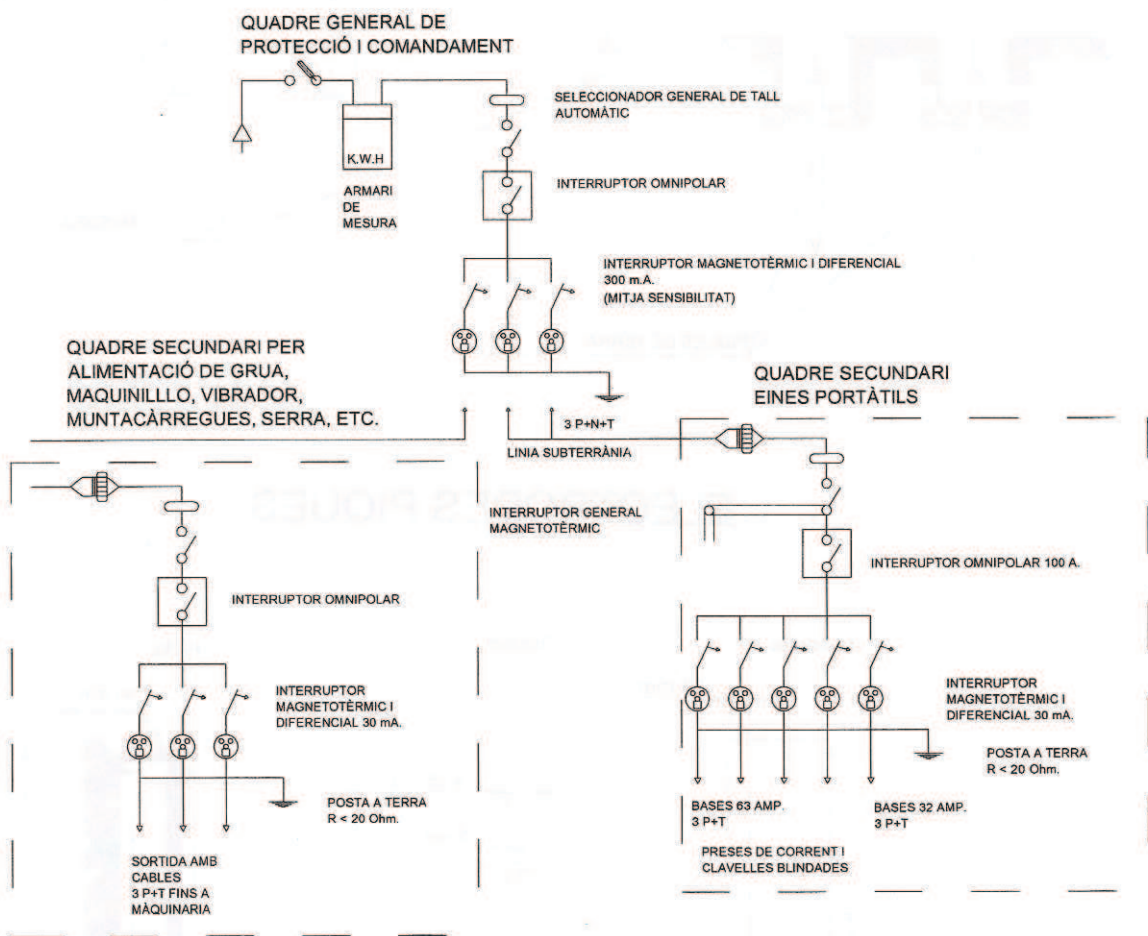 QUADRE GENERAL DE
PROTECCIÓ I COMANDAMENT
SELECCIONADOR GENERAL DE TALL
AUTOMÀTIC
K.W.H
ARMARI
DE
MESURA
INTERRUPTOR OMNIPOLAR
INTERRUPTOR MAGNETOTÈRMIC I DIFERENCIAL
300 m.A.
(MITJA SENSIBILITAT)
QUADRE SECUNDARI PER
ALIMENTACIÓ DE GRUA,
MAQUINILLLO, VIBRADOR,
MUNTACÀRREGUES, SERRA, ETC.
QUADRE SECUNDARI
EINES PORTÀTILS
3 P+N+T
LINIA SUBTERRÀNIA
INTERRUPTOR GENERAL
MAGNETOTÈRMIC
INTERRUPTOR OMNIPOLAR 100 A.
INTERRUPTOR OMNIPOLAR
INTERRUPTOR
MAGNETOTÈRMIC I
DIFERENCIAL 30 mA.
INTERRUPTOR
MAGNETOTÈRMIC I
DIFERENCIAL 30 mA.
POSTA A TERRA
R < 20 Ohm.
POSTA A TERRA
R < 20 Ohm.
BASES 63 AMP.
3 P+T
BASES 32 AMP.
3 P+T
PRESES DE CORRENT I
CLAVELLES BLINDADES
SORTIDA AMB
CABLES
3 P+T FINS A
MÀQUINARIA